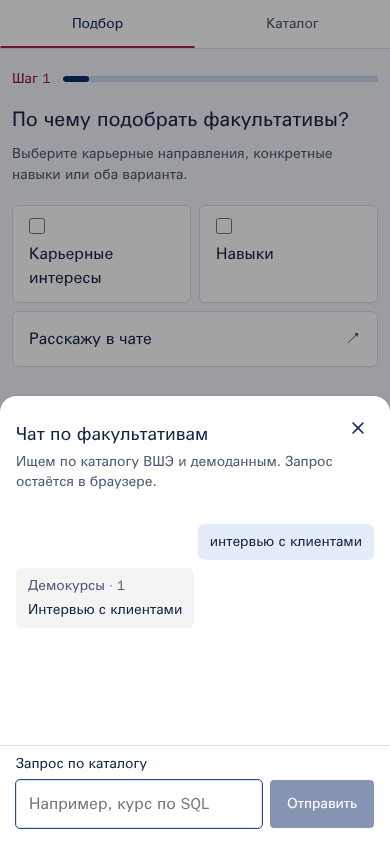 Подбор
Каталог
Шаг 1
По чему подобрать факультативы?
Выберите карьерные направления, конкретные
навыки или оба варианта.
Карьерные
интересы
Навыки
Расскажу в чате
Чат по факультативам
Ищем по каталогу ВШЭ и демоданным. Запрос
остаётся в браузере.
интервью с клиентами
Демокурсы · 1
Интервью с клиентами
Запрос по каталогу
Например, курс по SQL
Отправить